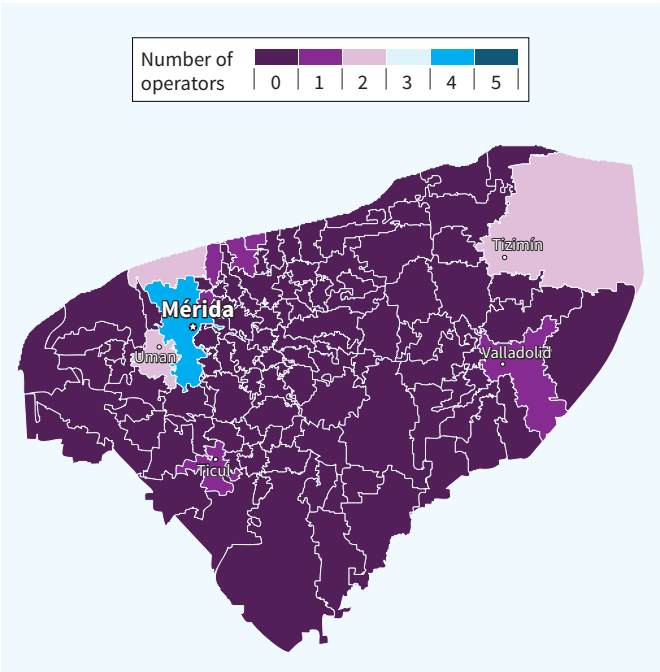 Number of
operators
0 1 2 3 4 5
Tizimín
Mérida
Uman
Valladolid
Ticul